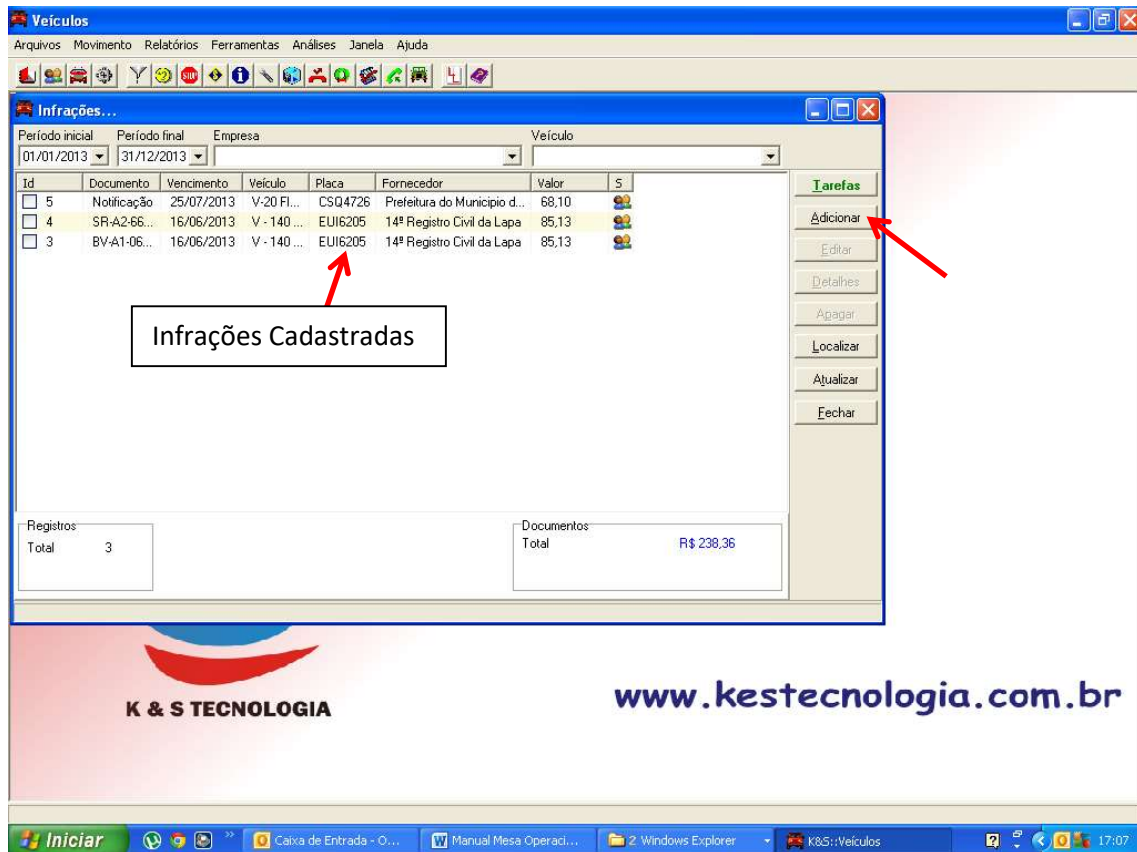 Veículos
Arquivos Movimento Relatórios Ferramentas Análises Janela Ajuda
Infrações...
Período inicial Período final Empresa Veículo
01/01/2013 31/12/2013
Id Documento Vencimento Veículo Placa Fornecedor Valor S
5 Notificação 25/07/2013 V-20 Fl... CSQ4726 Prefeitura do Municipio d... 68,10
4 SR-A2-66... 16/06/2013 V - 140 ... EUI6205 14ª Registro Civil da Lapa 85,13
3 BV-A1-06... 16/06/2013 V - 140 ... EUI6205 14ª Registro Civil da Lapa 85,13
Infrações Cadastradas
Tarefas
Adicionar
Editar
Detalhes
Apagar
Localizar
Atualizar
Fechar
Registros
Total 3
Documentos
Total R$ 238,36
K & S TECNOLOGIA
www.kestecnologia.com.br
Iniciar Caixa de Entrada - O... Manual Mesa Operaci... 2 Windows Explorer K&S::Veículos 17:07